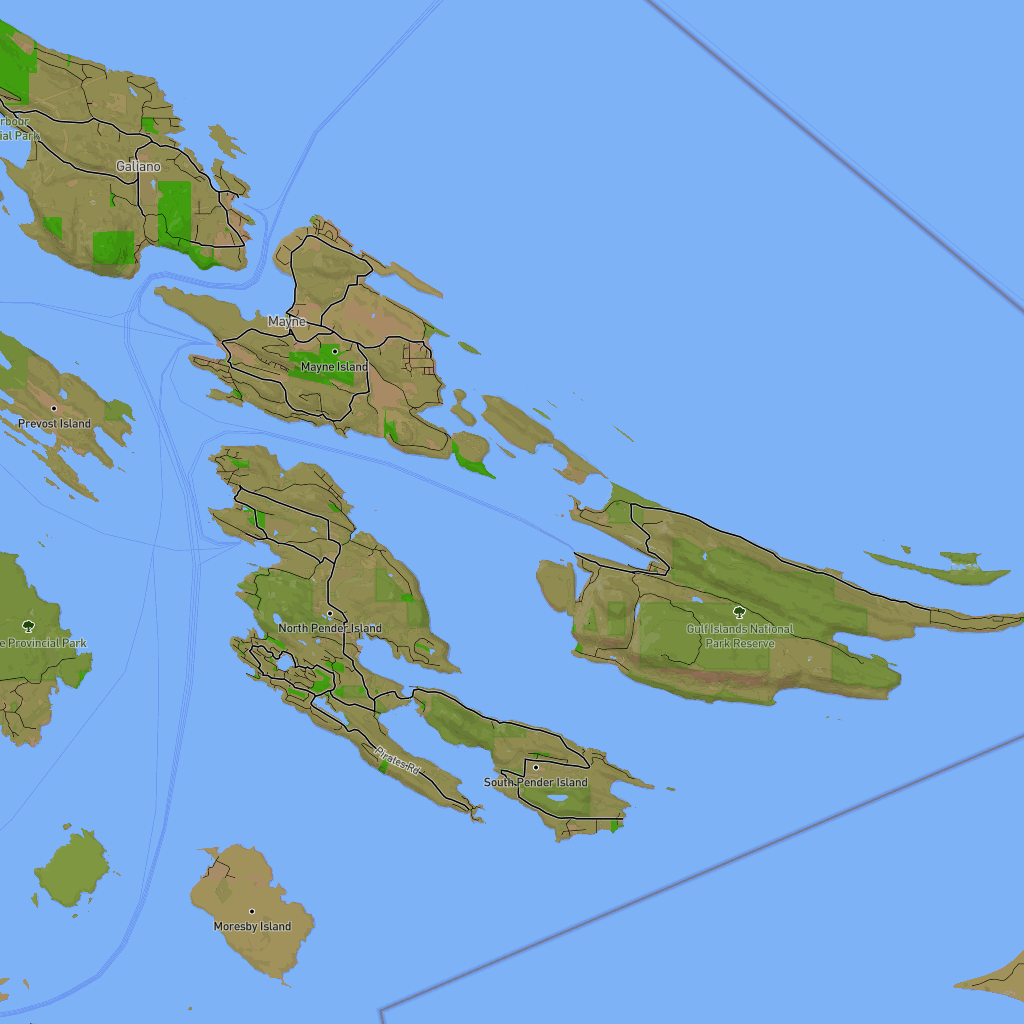 ial Park
Galiano
Mayne
Mayne Island
Prevost Island
North Pender Island
Gulf Islands National
Park Reserve
Provincial Park
Pirates Rd
South Pender Island
Moresby Island